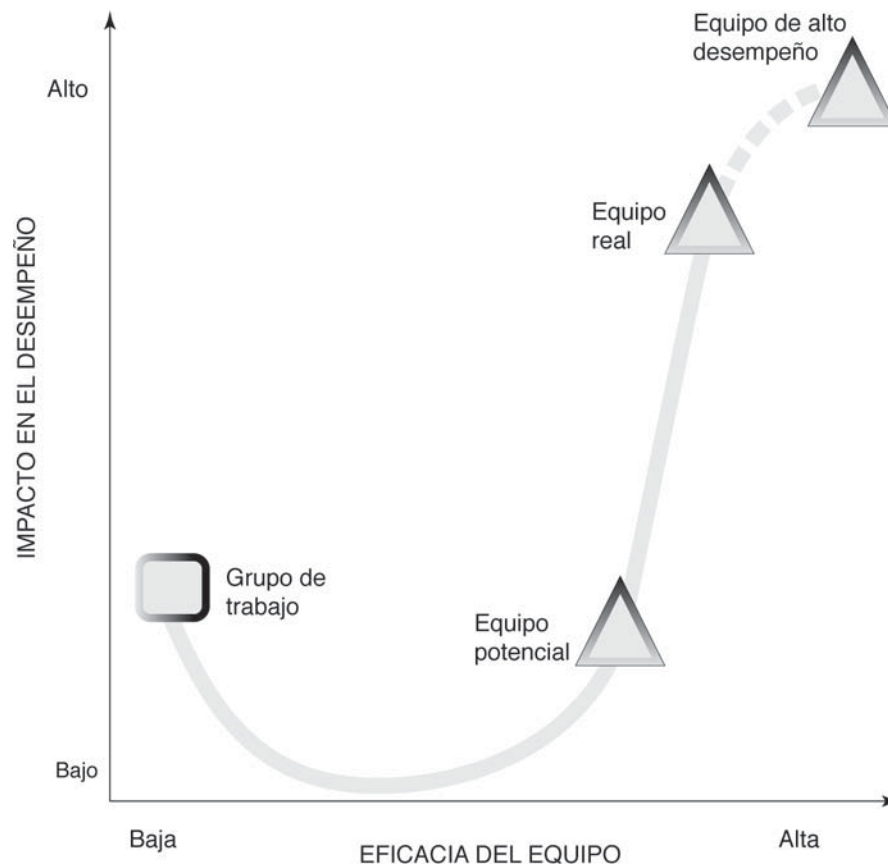 Equipo de alto
desempeño
Alto
Equipo
real
IMPACTO EN EL DESEMPEÑO
Grupo de
trabajo
Equipo
potencial
Bajo
Baja
EFICACIA DEL EQUIPO
Alta